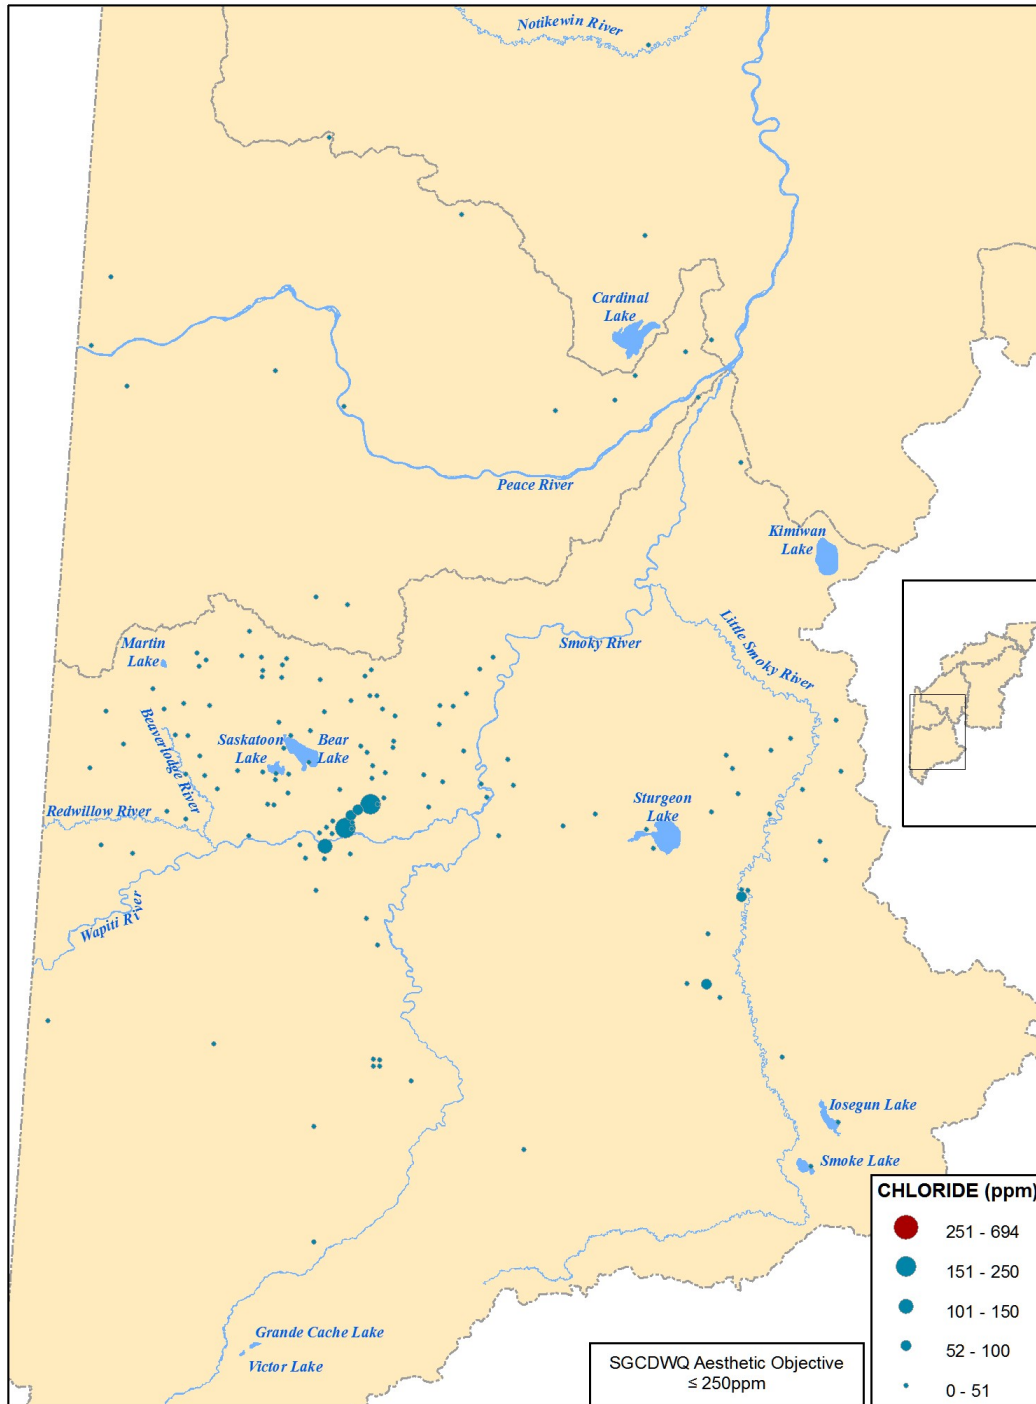 Notikewin River
Cardinal
Lake
Peace River
Kimiwan
Lake
Martin
Lake
Smoky River
Little Smoky River
Beaverlodge River
Saskatoon
Lake
Bear
Lake
Redwillow River
Sturgeon
Lake
Wapiti River
Iosegun Lake
Smoke Lake
Grande Cache Lake
Victor Lake
SGCDWQ Aesthetic Objective
≤ 250ppm
CHLORIDE (ppm)
251 - 694
151 - 250
101 - 150
52 - 100
0 - 51